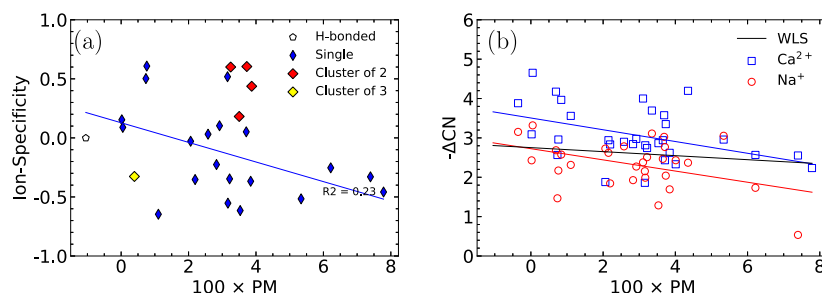 (a)
H-bonded
Single
Cluster of 2
Cluster of 3
R2 = 0.23
1.0
0.5
0.0
-0.5
-1.0
Ion-Specificity
0 2 4 6 8
100 × PM
(b)
WLS
Ca²⁺
Na⁺
6
5
4
3
2
1
0
-ΔCN
0 2 4 6 8
100 × PM